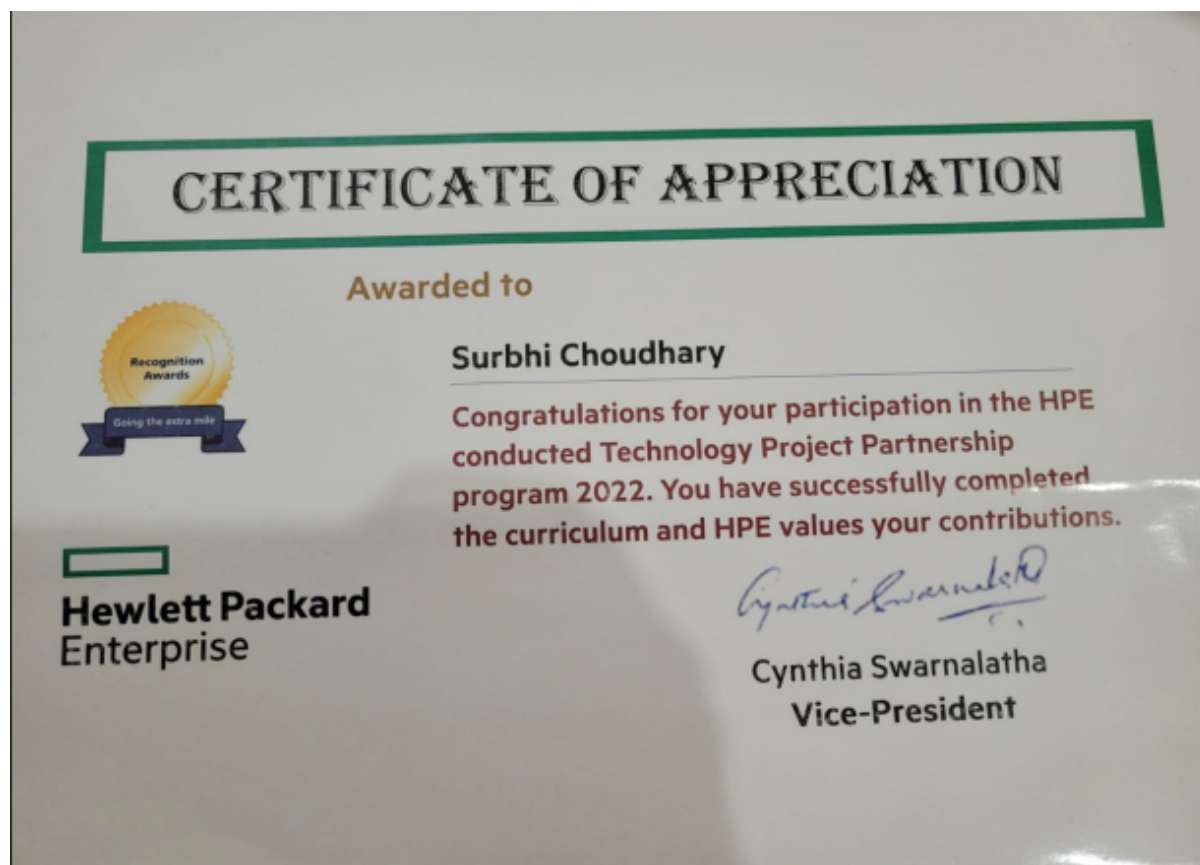 CERTIFICATE OF APPRECIATION
Awarded to
Recognition
Awards
Going the extra mile
Surbhi Choudhary
Congratulations for your participation in the HPE
conducted Technology Project Partnership
program 2022. You have successfully completed
the curriculum and HPE values your contributions.
Hewlett Packard
Enterprise
Cynthia Swarnalatha
Cynthia Swarnalatha
Vice-President